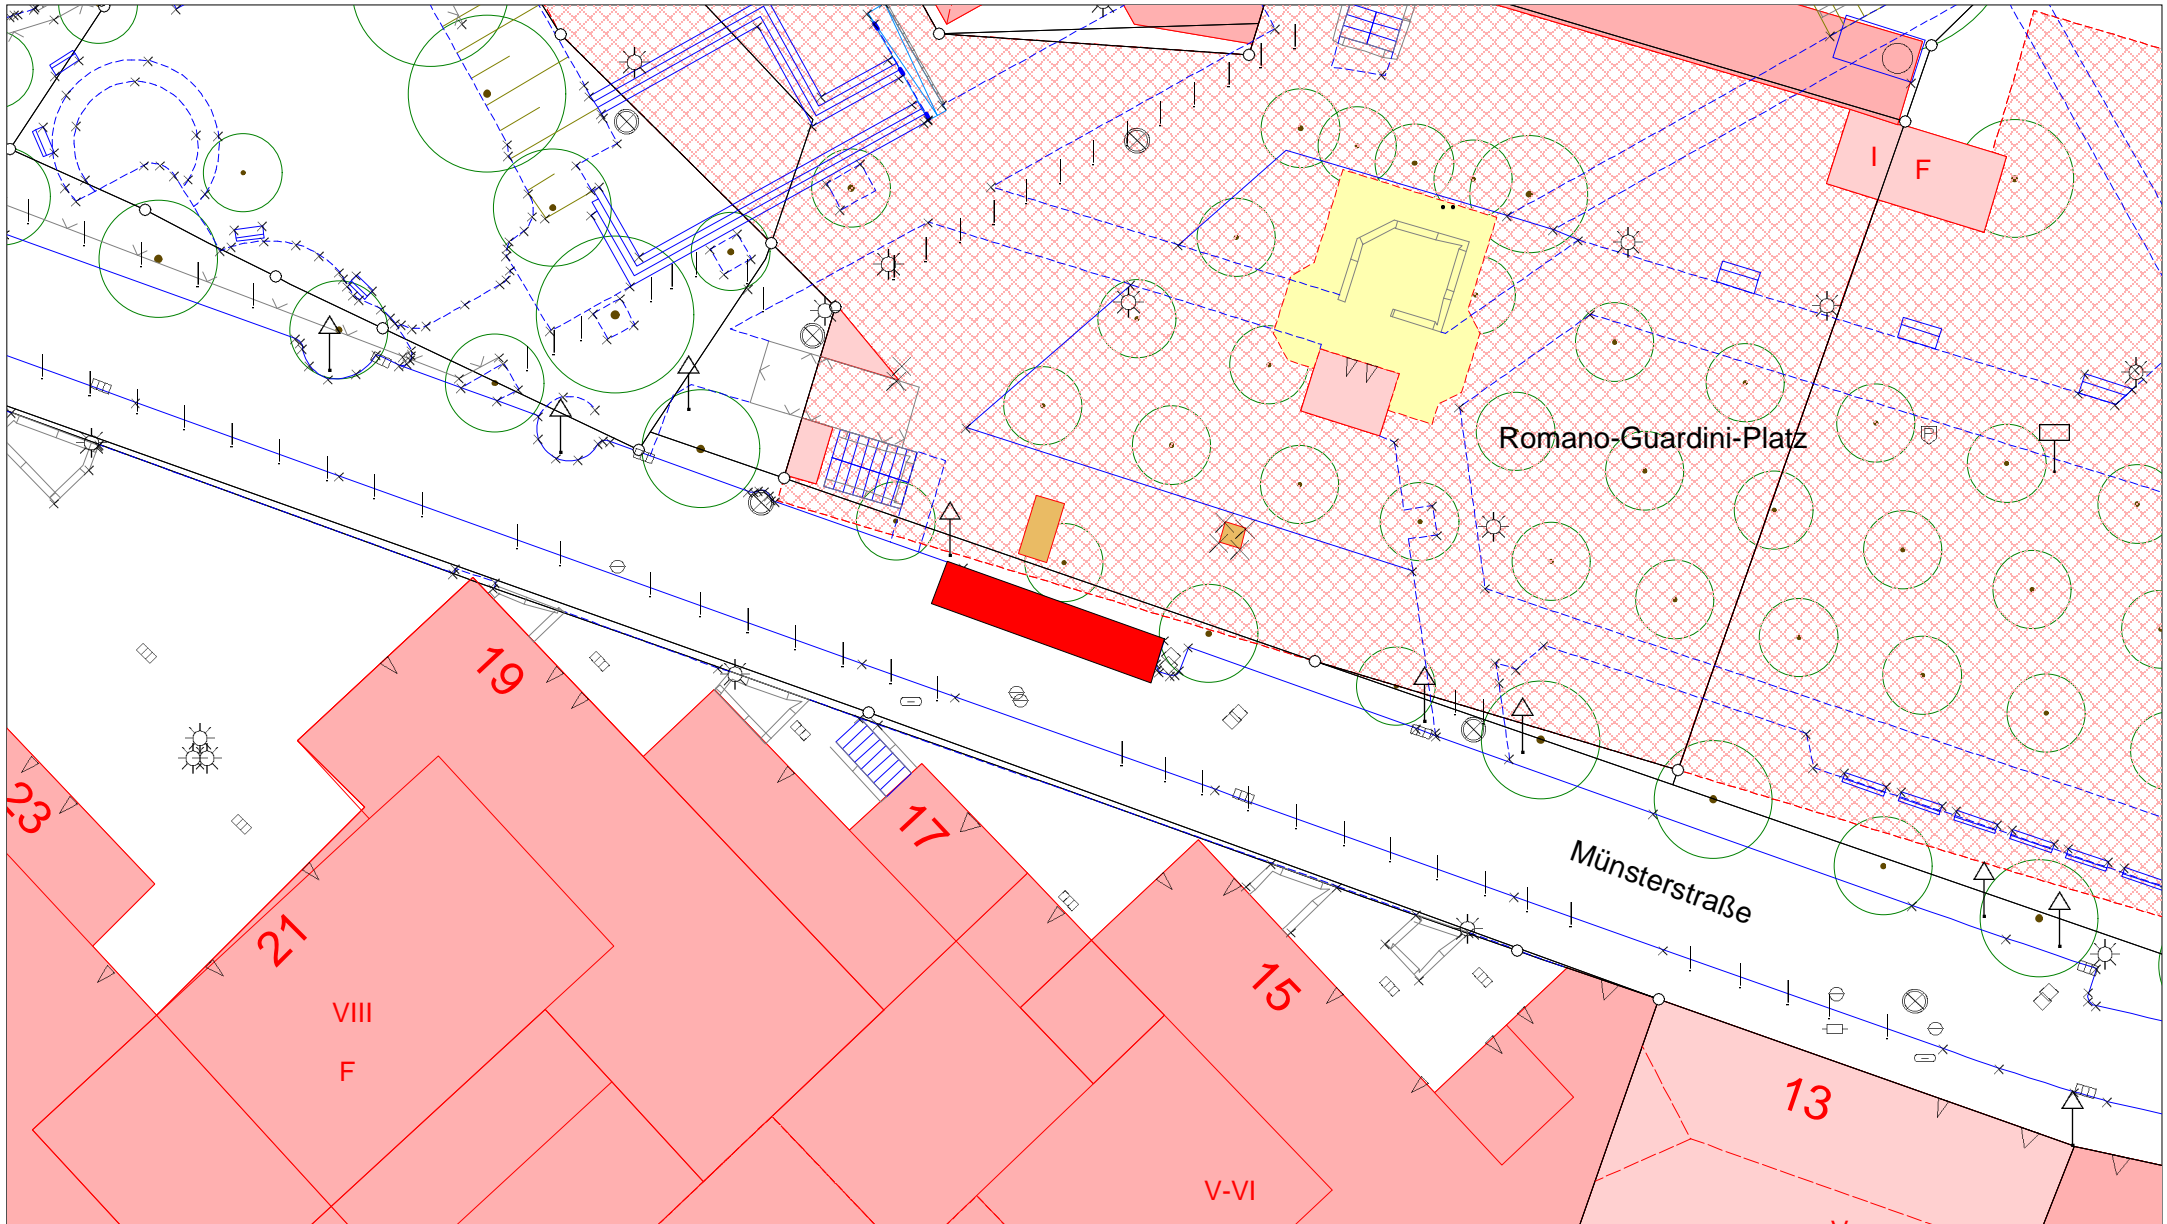 I F
Romano-Guardini-Platz
19
23
17
Münsterstraße
21
15
VIII
F
13
V-VI